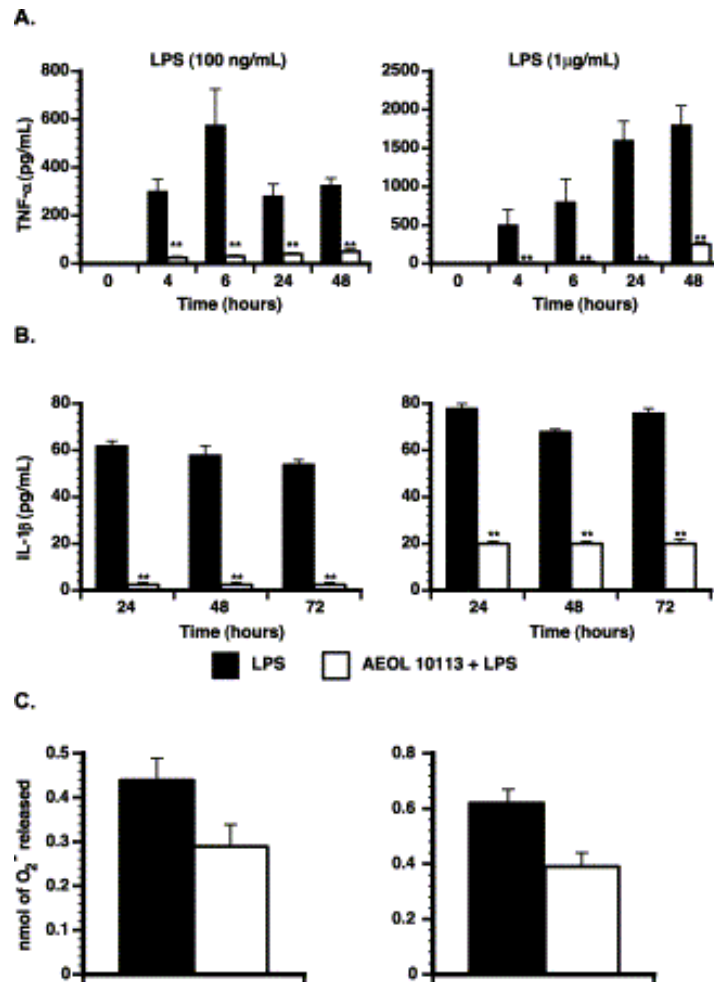 A.
LPS (100 ng/mL)
LPS (1µg/mL)
TNF-α (pg/mL)
800
600
400
200
0
** ** ** **
0 4 6 24 48
Time (hours)
2500
2000
1500
1000
500
0
** ** ** **
0 4 6 24 48
Time (hours)
B.
IL-1β (pg/mL)
80
60
40
20
0
** ** **
24 48 72
Time (hours)
80
60
40
20
0
** ** **
24 48 72
Time (hours)
LPS
AEOL 10113 + LPS
C.
nmol of O2- released
0.5
0.4
0.3
0.2
0.1
0
0.8
0.6
0.4
0.2
0